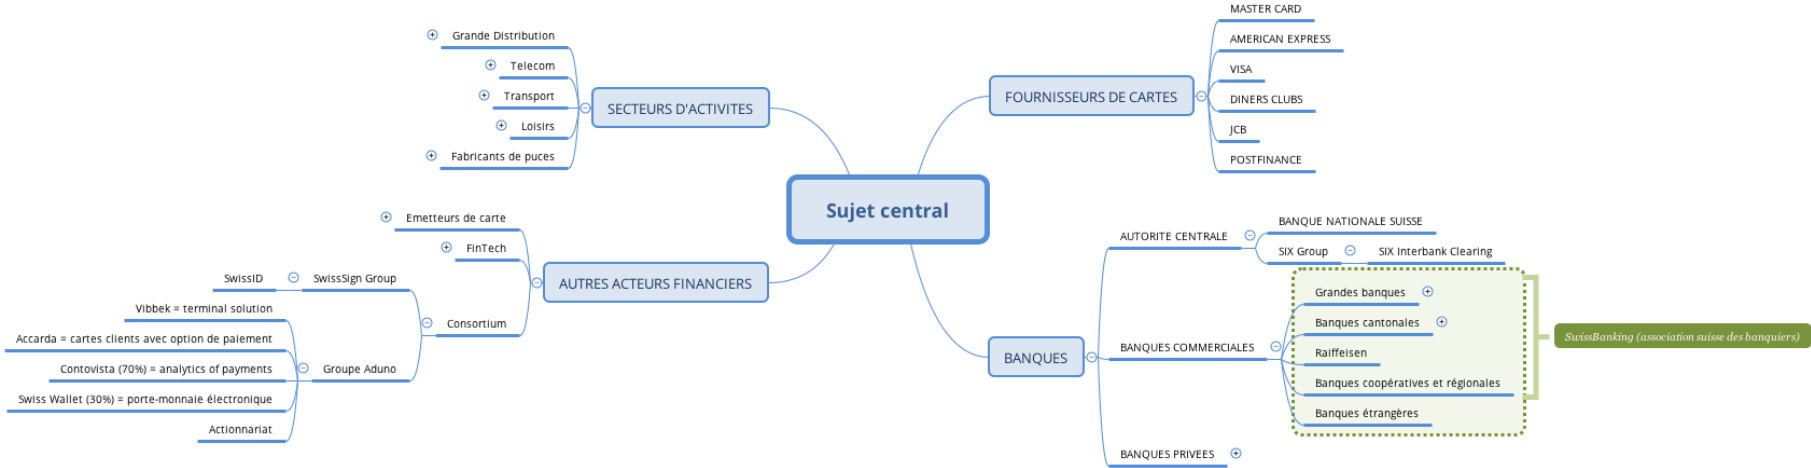 Sujet central
SECTEURS D'ACTIVITES
Grande Distribution
Telecom
Transport
Loisirs
Fabricants de puces
AUTRES ACTEURS FINANCIERS
Emetteurs de carte
FinTech
Consortium
SwissSign Group
SwissID
Groupe Aduno
Vibbek = terminal solution
Accarda = cartes clients avec option de paiement
Contovista (70%) = analytics of payments
Swiss Wallet (30%) = porte-monnaie électronique
Actionnariat
FOURNISSEURS DE CARTES
MASTER CARD
AMERICAN EXPRESS
VISA
DINERS CLUBS
JCB
POSTFINANCE
BANQUES
AUTORITE CENTRALE
BANQUE NATIONALE SUISSE
SIX Group
SIX Interbank Clearing
BANQUES COMMERCIALES
Grandes banques
Banques cantonales
Raiffeisen
Banques coopératives et régionales
Banques étrangères
SwissBanking (association suisse des banquiers)
BANQUES PRIVEES